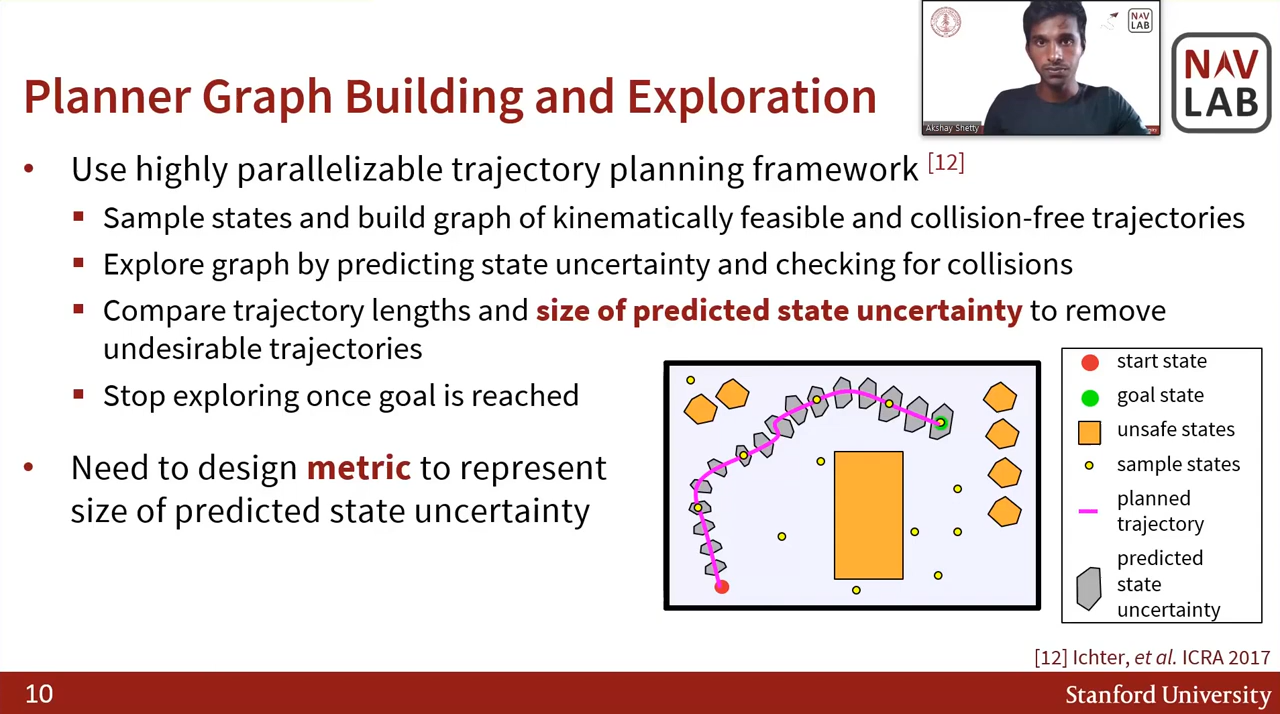 NAV
LAB
Akshay Shetty
NAV
LAB
Planner Graph Building and Exploration
• Use highly parallelizable trajectory planning framework [12]
▪ Sample states and build graph of kinematically feasible and collision-free trajectories
▪ Explore graph by predicting state uncertainty and checking for collisions
▪ Compare trajectory lengths and size of predicted state uncertainty to remove
undesirable trajectories
▪ Stop exploring once goal is reached
• Need to design metric to represent
size of predicted state uncertainty
start state
goal state
unsafe states
sample states
planned
trajectory
predicted
state
uncertainty
[12] Ichter, et al. ICRA 2017
10
Stanford University